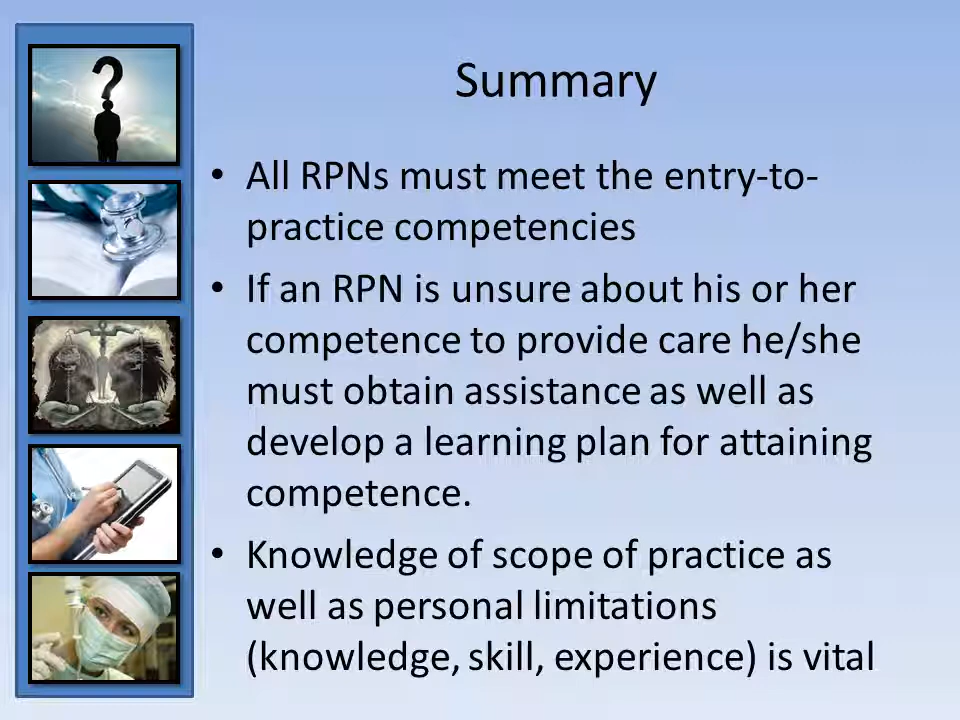 Summary
• All RPNs must meet the entry-to-
practice competencies
• If an RPN is unsure about his or her
competence to provide care he/she
must obtain assistance as well as
develop a learning plan for attaining
competence.
• Knowledge of scope of practice as
well as personal limitations
(knowledge, skill, experience) is vital